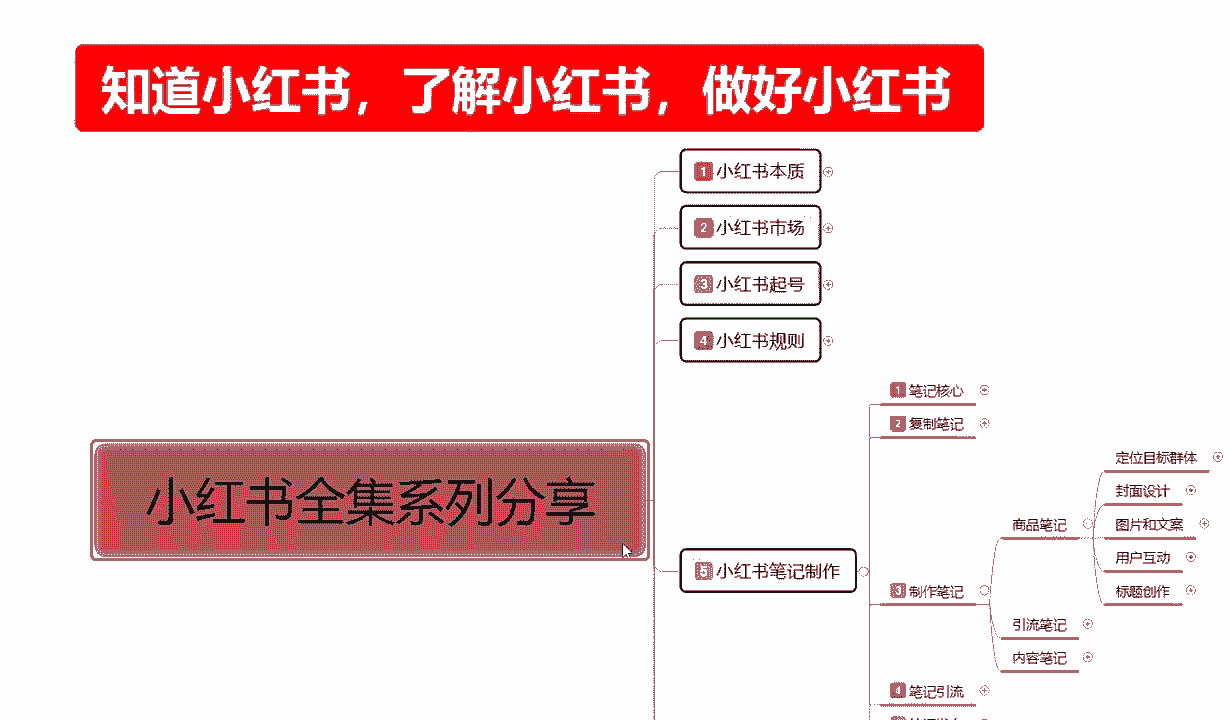 知道小红书，了解小红书，做好小红书
1 小红书本质
2 小红书市场
3 小红书起号
4 小红书规则
小红书全集系列分享
5 小红书笔记制作
1 笔记核心
2 复制笔记
3 制作笔记
商品笔记
定位目标群体
封面设计
图片和文案
用户互动
标题创作
引流笔记
内容笔记
4 笔记引流